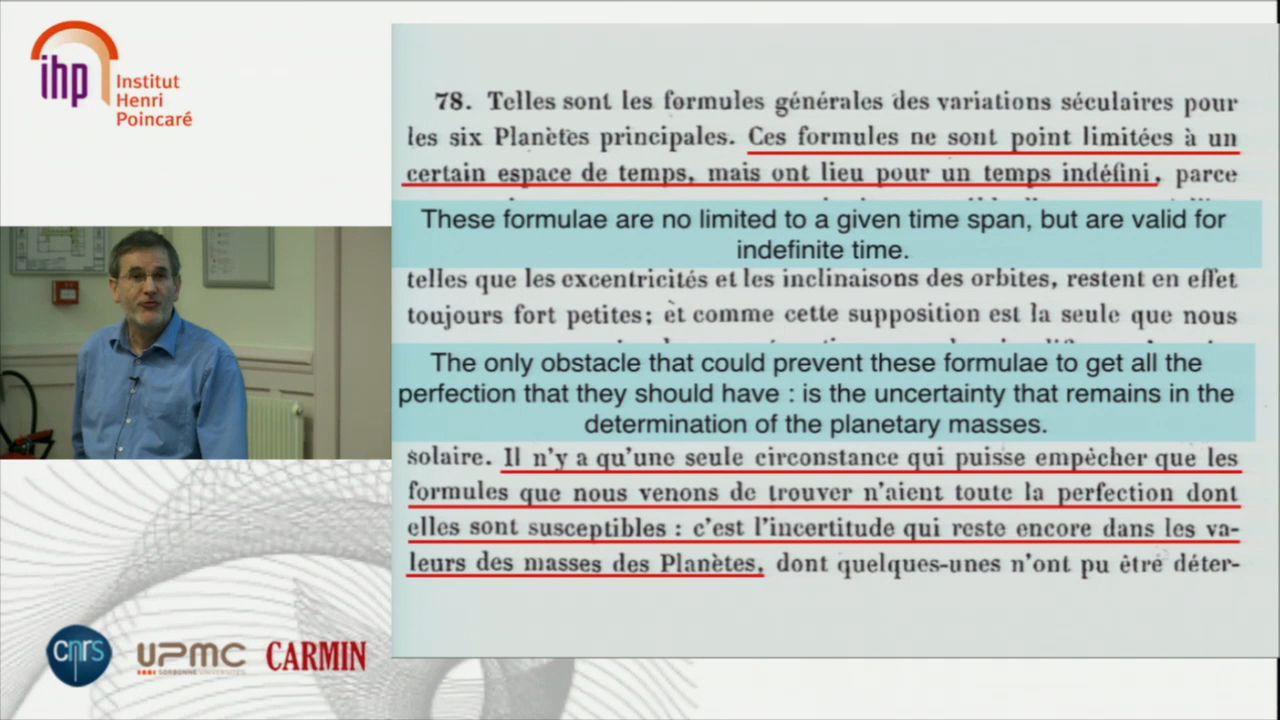 ihp
Institut
Henri
Poincaré
78. Telles sont les formules générales des variations séculaires pour
les six Planètes principales. Ces formules ne sont point limitées à un
certain espace de temps, mais ont lieu pour un temps indéfini, parce
These formulae are no limited to a given time span, but are valid for
indefinite time.
telles que les excentricités et les inclinaisons des orbites, restent en effet
toujours fort petites; et comme cette supposition est la seule que nous
The only obstacle that could prevent these formulae to get all the
perfection that they should have : is the uncertainty that remains in the
determination of the planetary masses.
solaire. Il n'y a qu'une seule circonstance qui puisse empêcher que les
formules que nous venons de trouver n'aient toute la perfection dont
elles sont susceptibles : c'est l'incertitude qui reste encore dans les va-
leurs des masses des Planètes, dont quelques-unes n'ont pu être déter-
cnrs
UPMC
SORBONNE UNIVERSITÉS
CARMIN